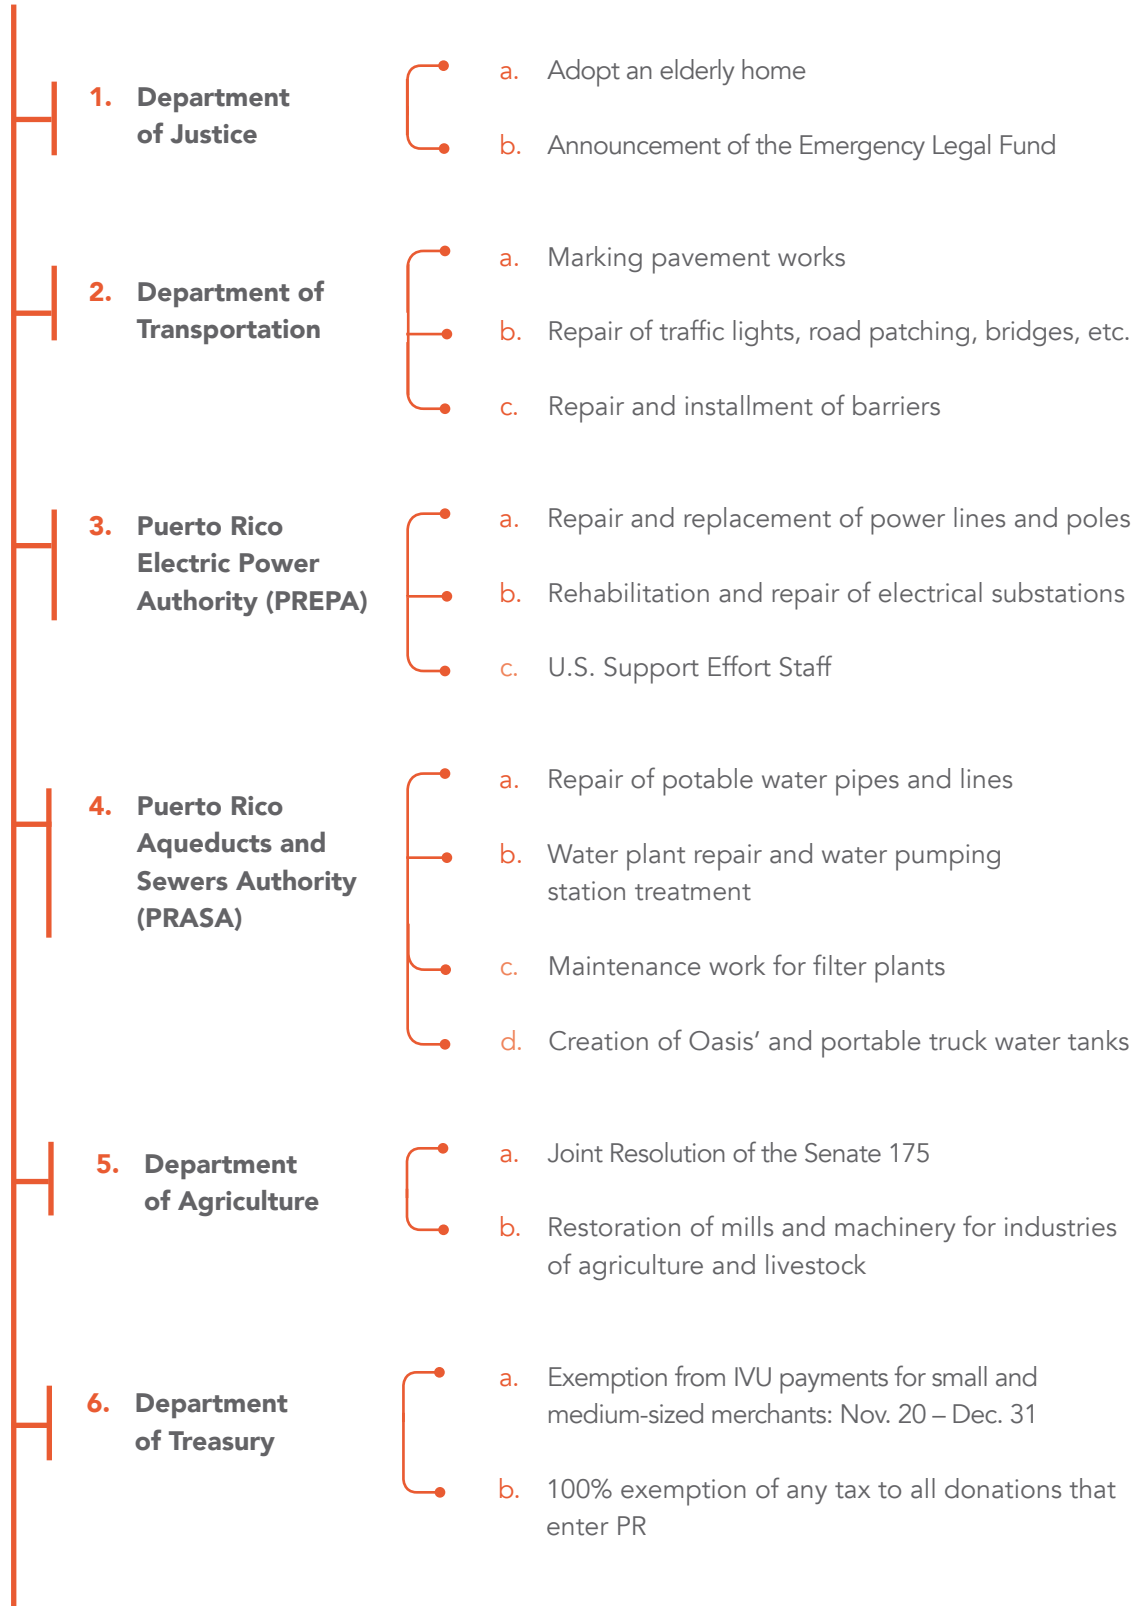 1. Department
of Justice
a. Adopt an elderly home
b. Announcement of the Emergency Legal Fund
2. Department of
Transportation
a. Marking pavement works
b. Repair of traffic lights, road patching, bridges, etc.
c. Repair and installment of barriers
3. Puerto Rico
Electric Power
Authority (PREPA)
a. Repair and replacement of power lines and poles
b. Rehabilitation and repair of electrical substations
c. U.S. Support Effort Staff
4. Puerto Rico
Aqueducts and
Sewers Authority
(PRASA)
a. Repair of potable water pipes and lines
b. Water plant repair and water pumping
station treatment
c. Maintenance work for filter plants
d. Creation of Oasis’ and portable truck water tanks
5. Department
of Agriculture
a. Joint Resolution of the Senate 175
b. Restoration of mills and machinery for industries
of agriculture and livestock
6. Department
of Treasury
a. Exemption from IVU payments for small and
medium-sized merchants: Nov. 20 – Dec. 31
b. 100% exemption of any tax to all donations that
enter PR